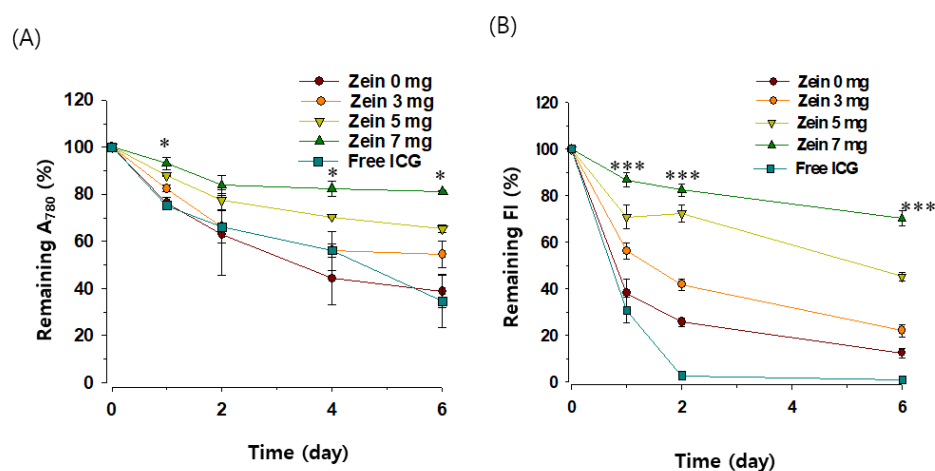 (A)
Zein 0 mg
Zein 3 mg
Zein 5 mg
Zein 7 mg
Free ICG
120
100
80
60
40
20
0
Remaining A780 (%)
*
*
*
0
2
4
6
Time (day)
(B)
Zein 0 mg
Zein 3 mg
Zein 5 mg
Zein 7 mg
Free ICG
120
100
80
60
40
20
0
Remaining FI (%)
***
***
***
0
2
4
6
Time (day)